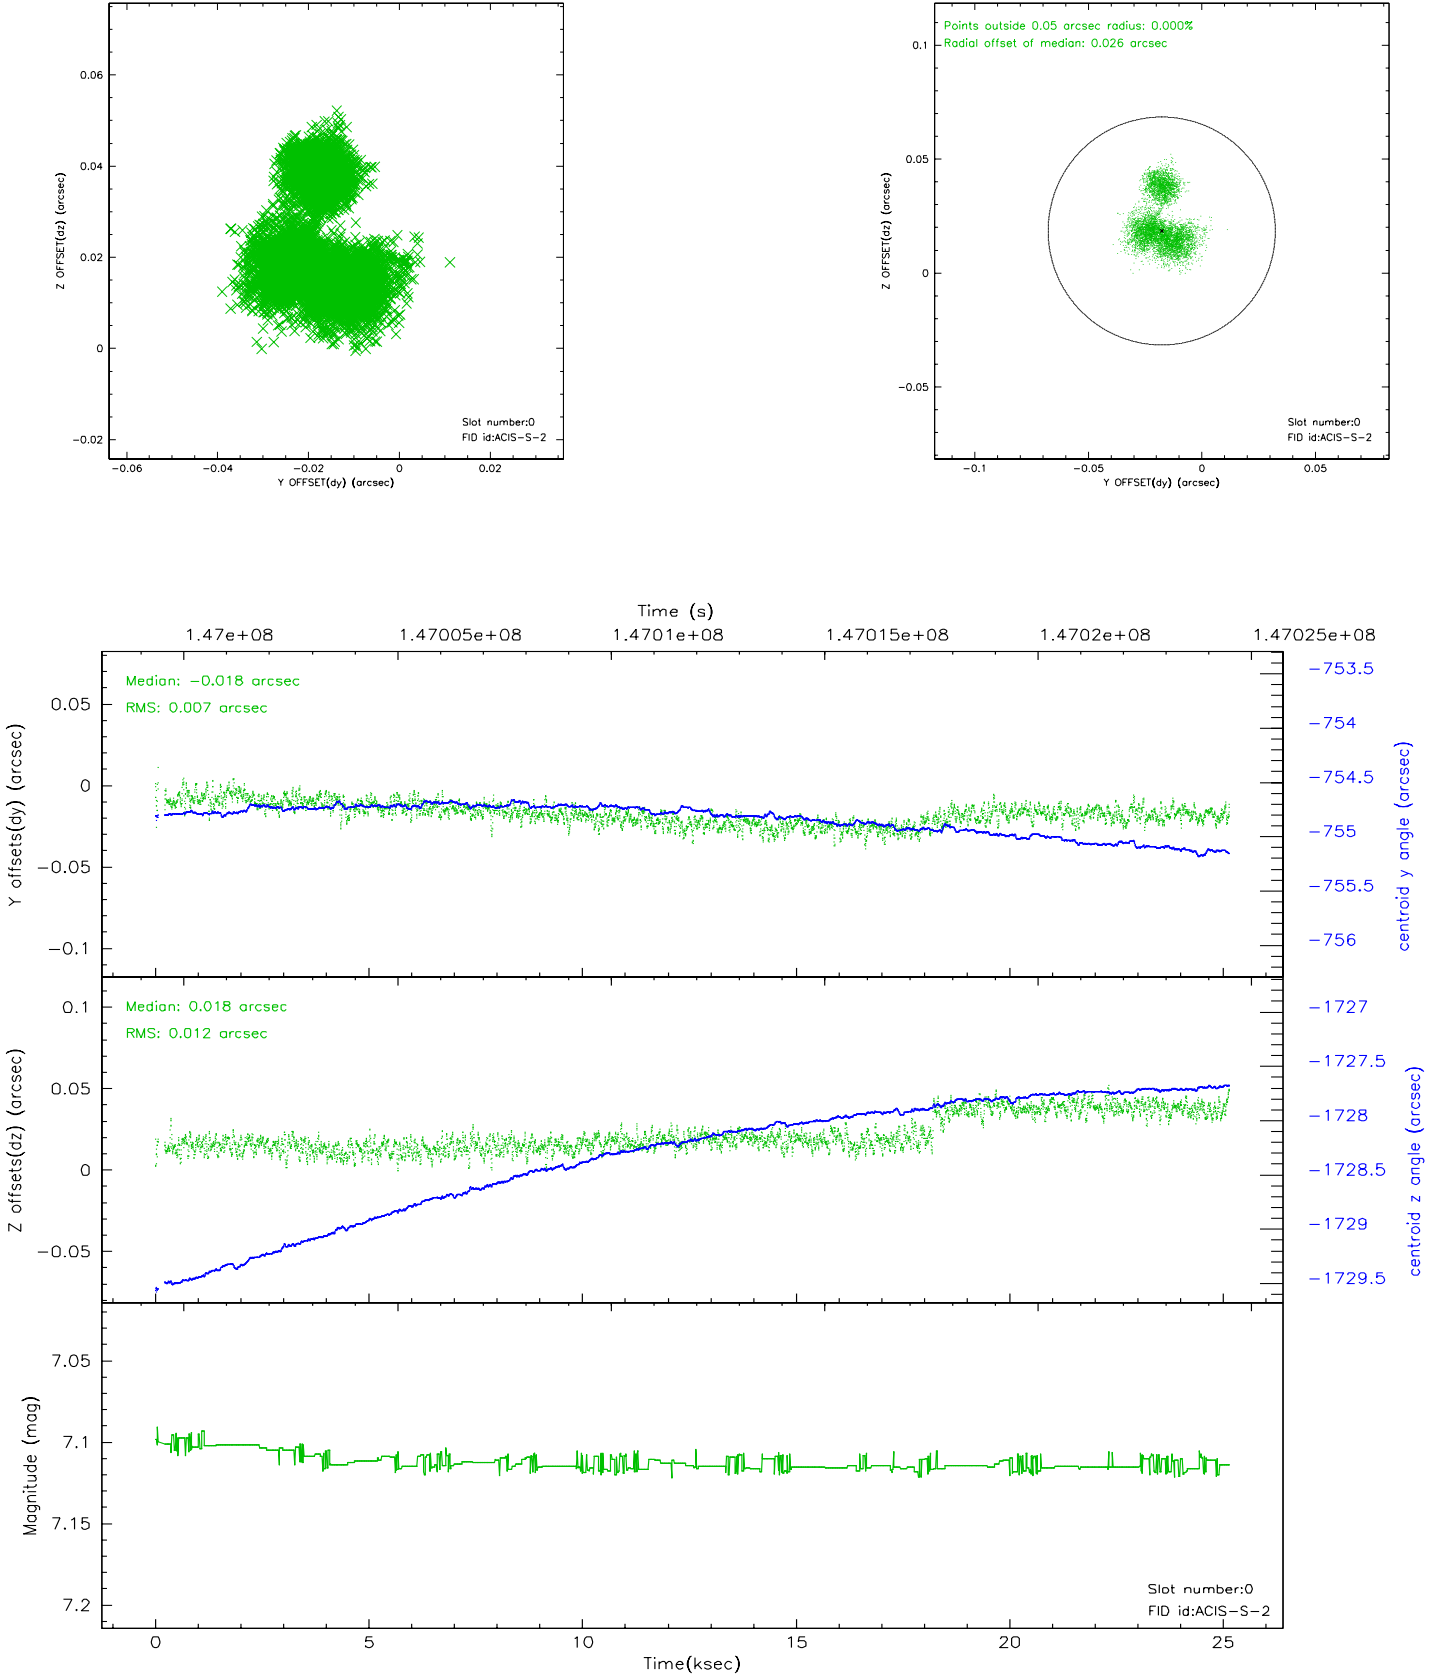 0.06
0.04
0.02
0
-0.02
Z OFFSET(dz) (arcsec)
Slot number:0
FID id:ACIS-S-2
-0.06 -0.04 -0.02 0 0.02
Y OFFSET(dy) (arcsec)
Points outside 0.05 arcsec radius: 0.000%
Radial offset of median: 0.026 arcsec
0.1
0.05
0
-0.05
Z OFFSET(dz) (arcsec)
Slot number:0
FID id:ACIS-S-2
-0.1 -0.05 0 0.05
Y OFFSET(dy) (arcsec)
Time (s)
1.47e+08 1.47005e+08 1.4701e+08 1.47015e+08 1.4702e+08 1.47025e+08
Median: -0.018 arcsec
RMS: 0.007 arcsec
0.05
0
-0.05
-0.1
Y offsets(dy) (arcsec)
-753.5
-754
-754.5
-755
-755.5
-756
centroid y angle (arcsec)
Median: 0.018 arcsec
RMS: 0.012 arcsec
0.1
0.05
0
-0.05
Z offsets(dz) (arcsec)
-1727
-1727.5
-1728
-1728.5
-1729
-1729.5
centroid z angle (arcsec)
7.05
7.1
7.15
7.2
Magnitude (mag)
Slot number:0
FID id:ACIS-S-2
0 5 10 15 20 25
Time(ksec)